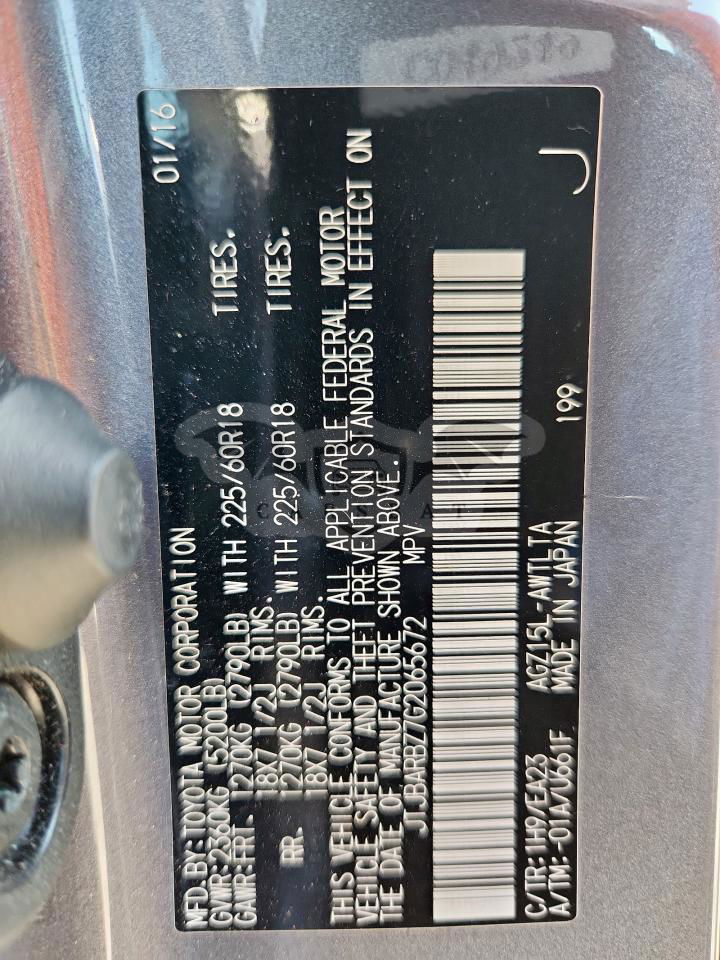 MFD.BY:TOYOTA MOTOR CORPORATION 01/16
GVWR:2360KG (5200LB)
GAWR:FRT. 1270KG (2790LB) WITH 225/60R18 TIRES.
18X7 1/2J RIMS.
RR. 1270KG (2790LB) WITH 225/60R18 TIRES.
18X7 1/2J RIMS.
THIS VEHICLE CONFORMS TO ALL APPLICABLE FEDERAL MOTOR
VEHICLE SAFETY AND THEFT PREVENTION STANDARDS IN EFFECT ON
THE DATE OF MANUFACTURE SHOWN ABOVE.
JTJBARBZ7G2065672 MPV
C/TR:1H9/EA23 AGZ15L-AWTLTA
A/TM:-01A/U661F MADE IN JAPAN 199 J